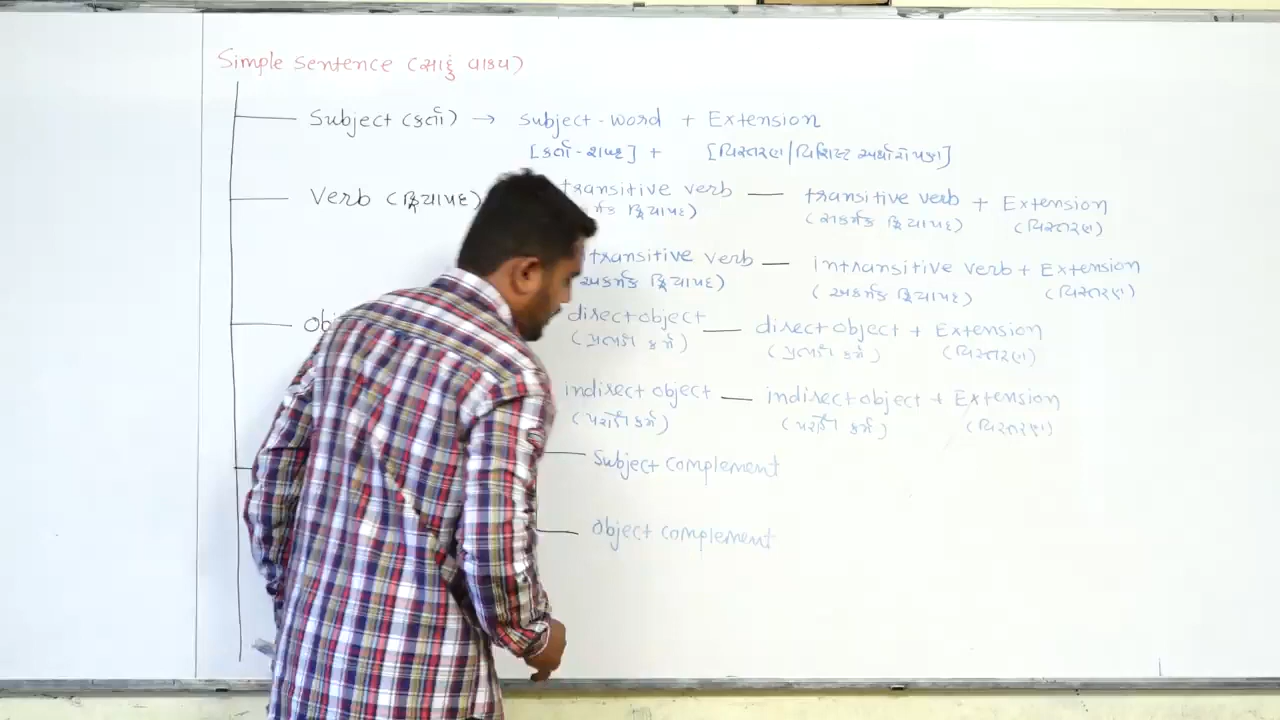 Simple Sentence (સાદું વાક્ય)
Subject (કર્તા) → subject-word + Extension
[કર્તા-શબ્દ] + [વિસ્તરણ/વિશિષ્ટ અર્થારોપકો]
Verb (ક્રિયાપદ) transitive verb — transitive verb + Extension
ક્રિયાપદ) (સકર્મક ક્રિયાપદ) (વિસ્તરણ)
transitive verb — intransitive verb + Extension
(અકર્મક ક્રિયાપદ) (અકર્મક ક્રિયાપદ) (વિસ્તરણ)
direct object — direct object + Extension
(પ્રત્યક્ષ કર્મ) (પ્રત્યક્ષ કર્મ) (વિસ્તરણ)
indirect object — indirect object + Extension
(પરોક્ષ કર્મ) (પરોક્ષ કર્મ) (વિસ્તરણ)
Subject complement
Object complement